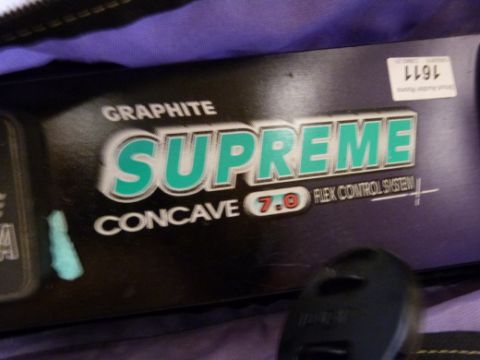 GRAPHITE
SUPREME
CONCAVE 7.0 FLEX CONTROL SYSTEM
1611